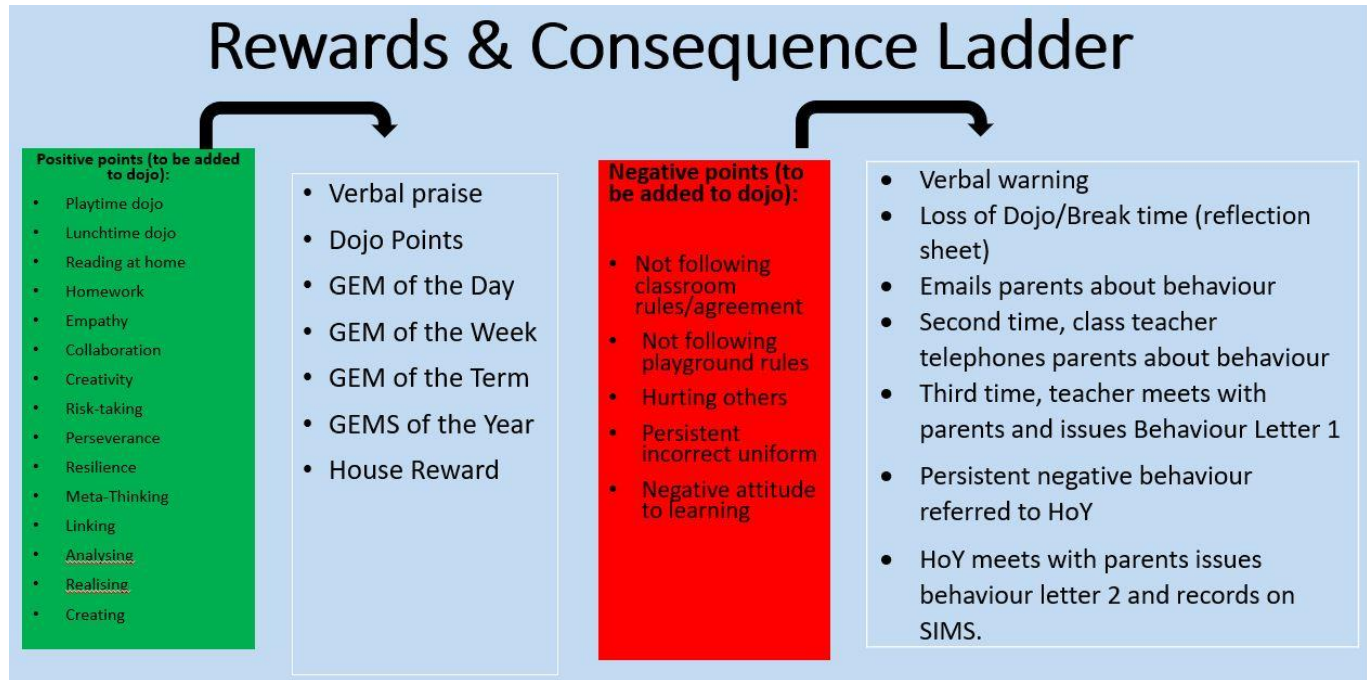 Rewards & Consequence Ladder
Positive points (to be added
to dojo):
• Playtime dojo
• Lunchtime dojo
• Reading at home
• Homework
• Empathy
• Collaboration
• Creativity
• Risk-taking
• Perseverance
• Resilience
• Meta-Thinking
• Linking
• Analysing
• Realising
• Creating
• Verbal praise
• Dojo Points
• GEM of the Day
• GEM of the Week
• GEM of the Term
• GEMS of the Year
• House Reward
Negative points (to
be added to dojo):
• Not following
classroom
rules/agreement
• Not following
playground rules
• Hurting others
• Persistent
incorrect uniform
• Negative attitude
to learning
• Verbal warning
• Loss of Dojo/Break time (reflection
sheet)
• Emails parents about behaviour
• Second time, class teacher
telephones parents about behaviour
• Third time, teacher meets with
parents and issues Behaviour Letter 1
• Persistent negative behaviour
referred to HoY
• HoY meets with parents issues
behaviour letter 2 and records on
SIMS.